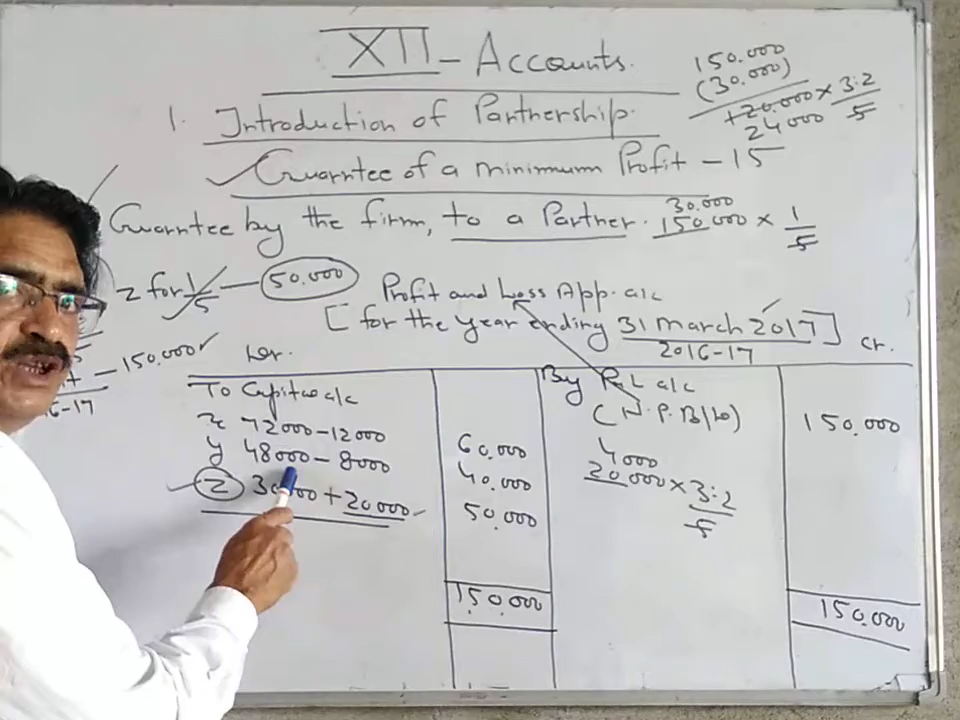 XII - Accounts.
150.000
(30.000)
+20.000 × 3:2
5
24000
1. Introduction of Partnership.
Guarntee of a minimum Profit - 15
Guarntee by the firm, to a Partner.
30.000
150000 × 1
5
Z for 1/5 — 50.000
Profit and Loss App. a/c
[for the year ending 31 march 2017]
2016-17
— 150.000
16-17
Dr.
Cr.
To Capital a/c
X 72000 - 12000 60.000
Y 48000 - 8000 40.000
Z 30000 + 20000 50.000
150.000
By P&L a/c
(N.P.B/d) 150.000
4000
20.000 × 3:2
5
150.000